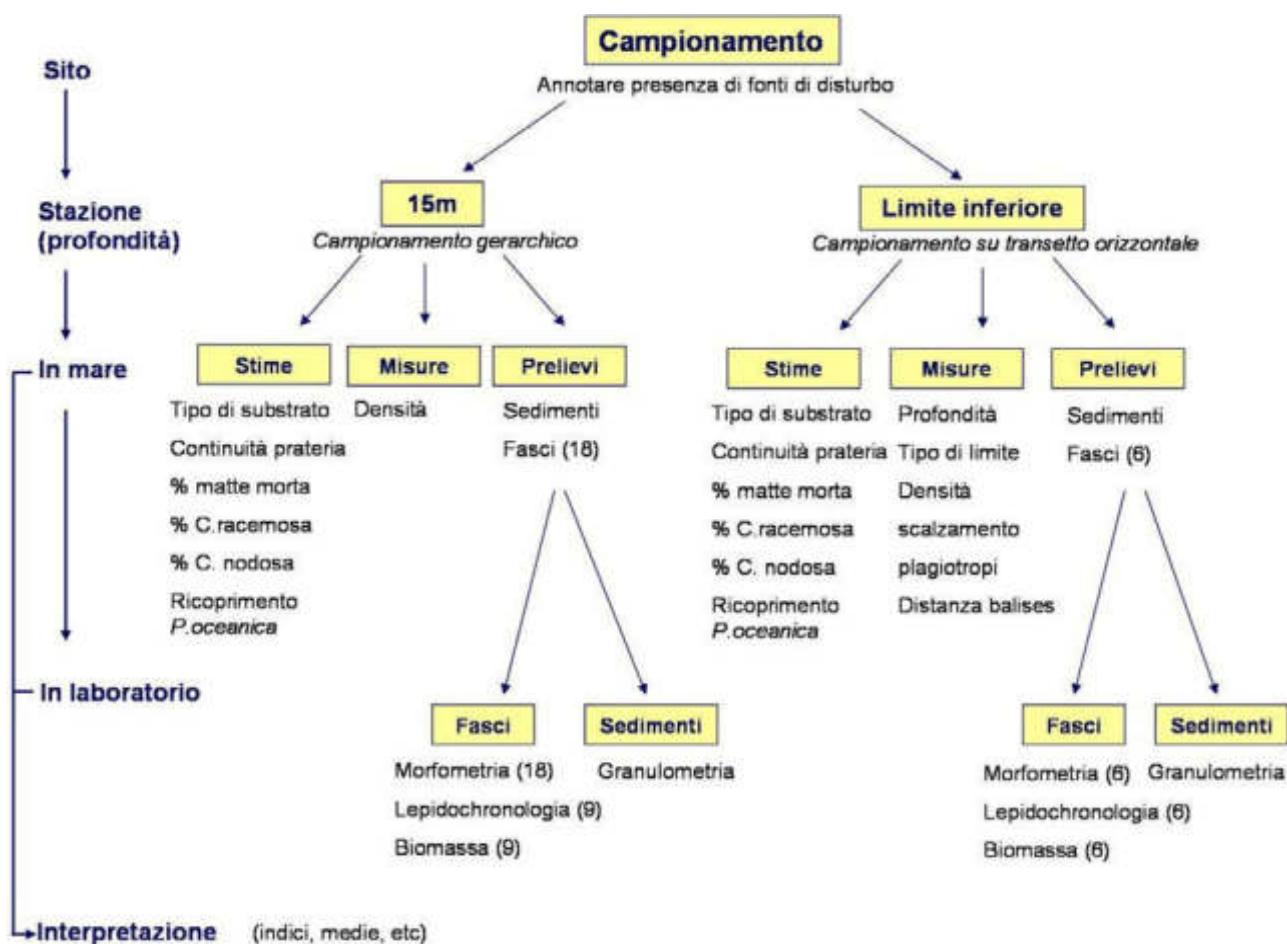 Campionamento
Annotare presenza di fonti di disturbo
Sito
Stazione
(profondità)
In mare
In laboratorio
Interpretazione (indici, medie, etc)
15m
Campionamento gerarchico
Stime
Tipo di substrato
Continuità prateria
% matte morta
% C.racemosa
% C. nodosa
Ricoprimento
P.oceanica
Misure
Densità
Prelievi
Sedimenti
Fasci (18)
Fasci
Morfometria (18)
Lepidochronologia (9)
Biomassa (9)
Sedimenti
Granulometria
Limite inferiore
Campionamento su transetto orizzontale
Stime
Tipo di substrato
Continuità prateria
% matte morta
% C.racemosa
% C. nodosa
Ricoprimento
P.oceanica
Misure
Profondità
Tipo di limite
Densità
scalzamento
plagiotropi
Distanza balises
Prelievi
Sedimenti
Fasci (6)
Fasci
Morfometria (6)
Lepidochronologia (6)
Biomassa (6)
Sedimenti
Granulometria